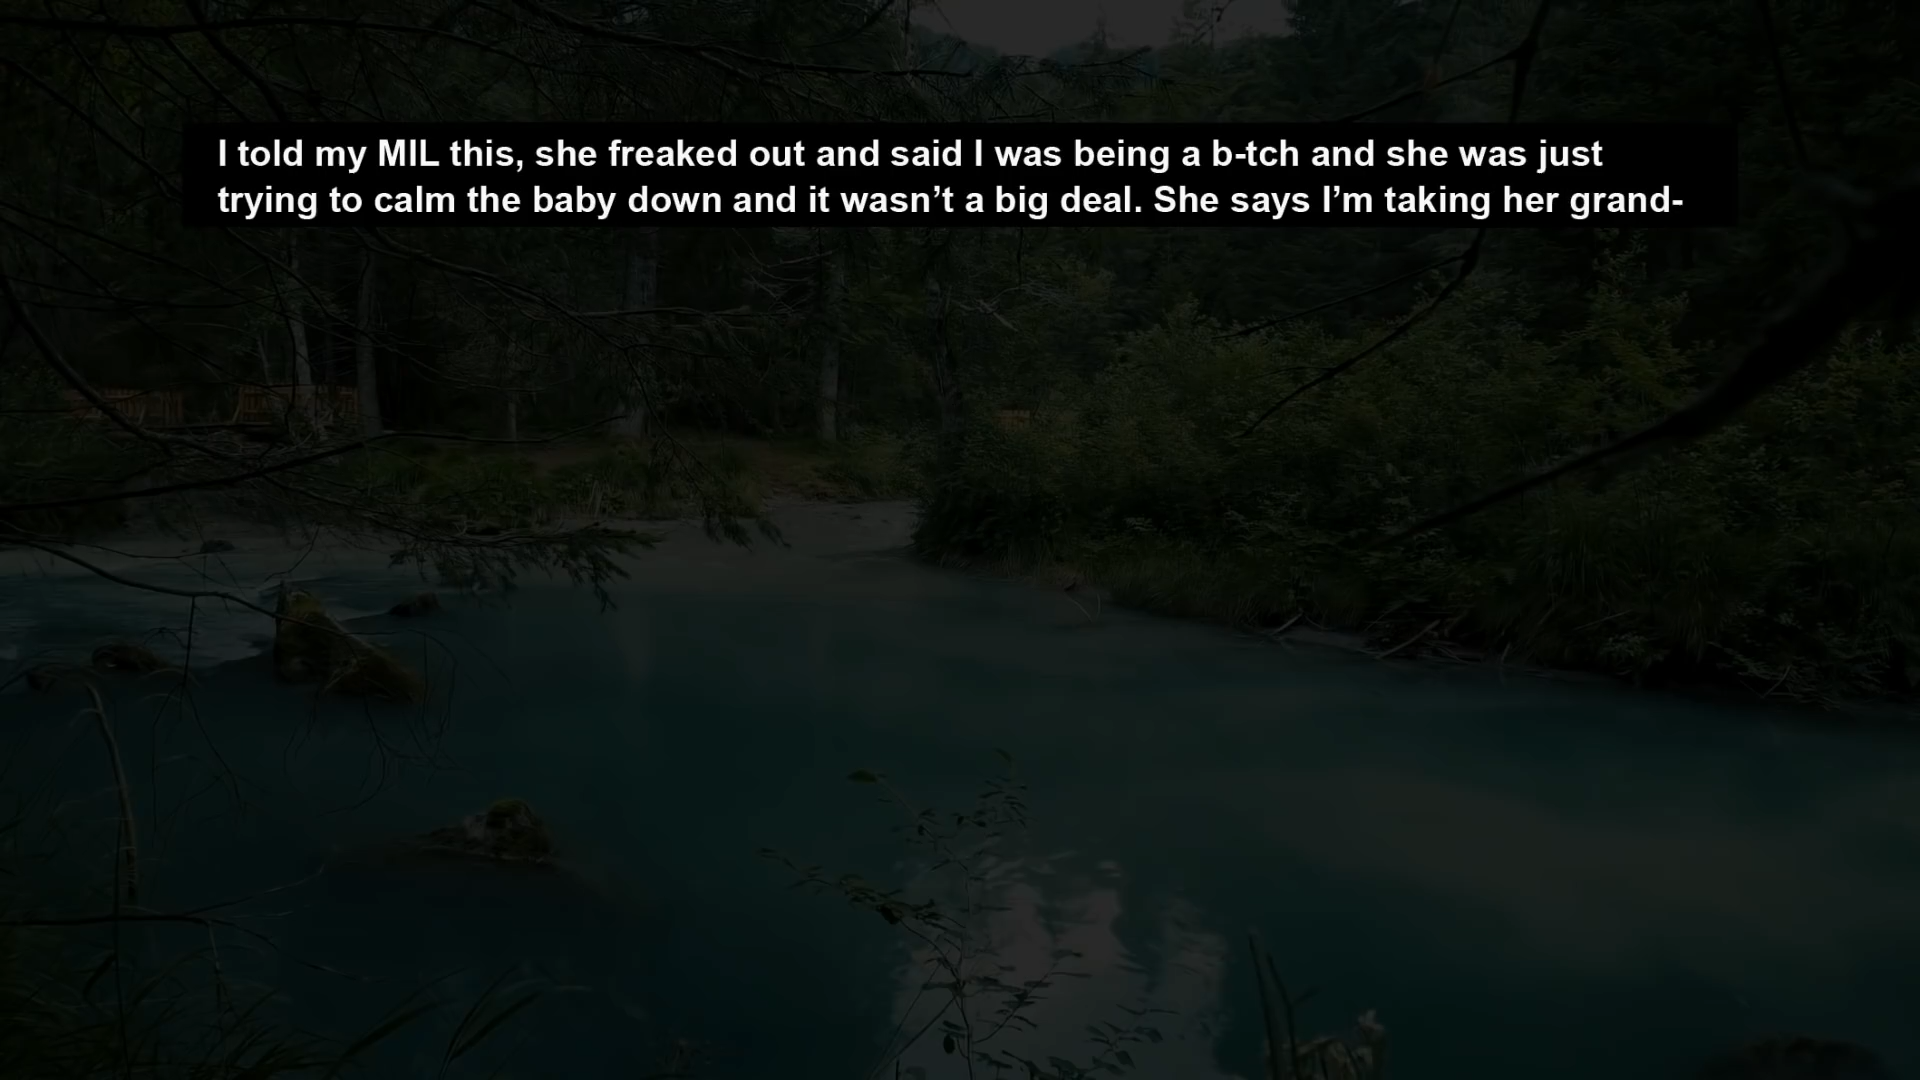 I told my MIL this, she freaked out and said I was being a b-tch and she was just
trying to calm the baby down and it wasn’t a big deal. She says I’m taking her grand-